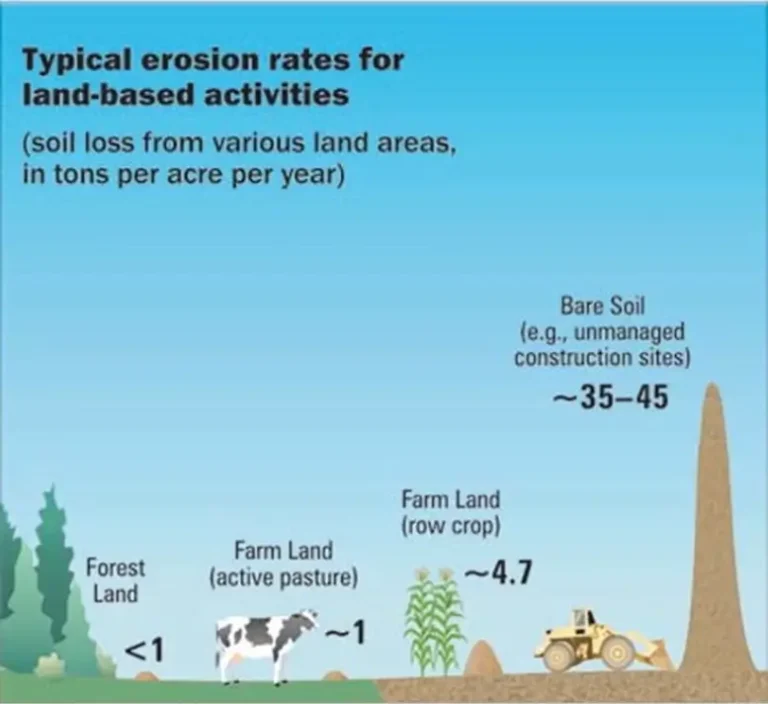 Typical erosion rates for
land-based activities
(soil loss from various land areas,
in tons per acre per year)
Bare Soil
(e.g., unmanaged
construction sites)
~35–45
Farm Land
(row crop)
~4.7
Farm Land
(active pasture)
~1
Forest
Land
<1